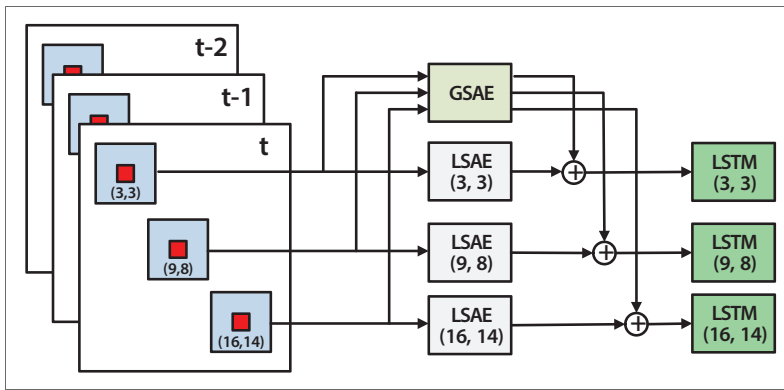 t-2
t-1
t
(3,3)
(9,8)
(16,14)
GSAE
LSAE
(3, 3)
LSAE
(9, 8)
LSAE
(16, 14)
+
+
+
LSTM
(3, 3)
LSTM
(9, 8)
LSTM
(16, 14)